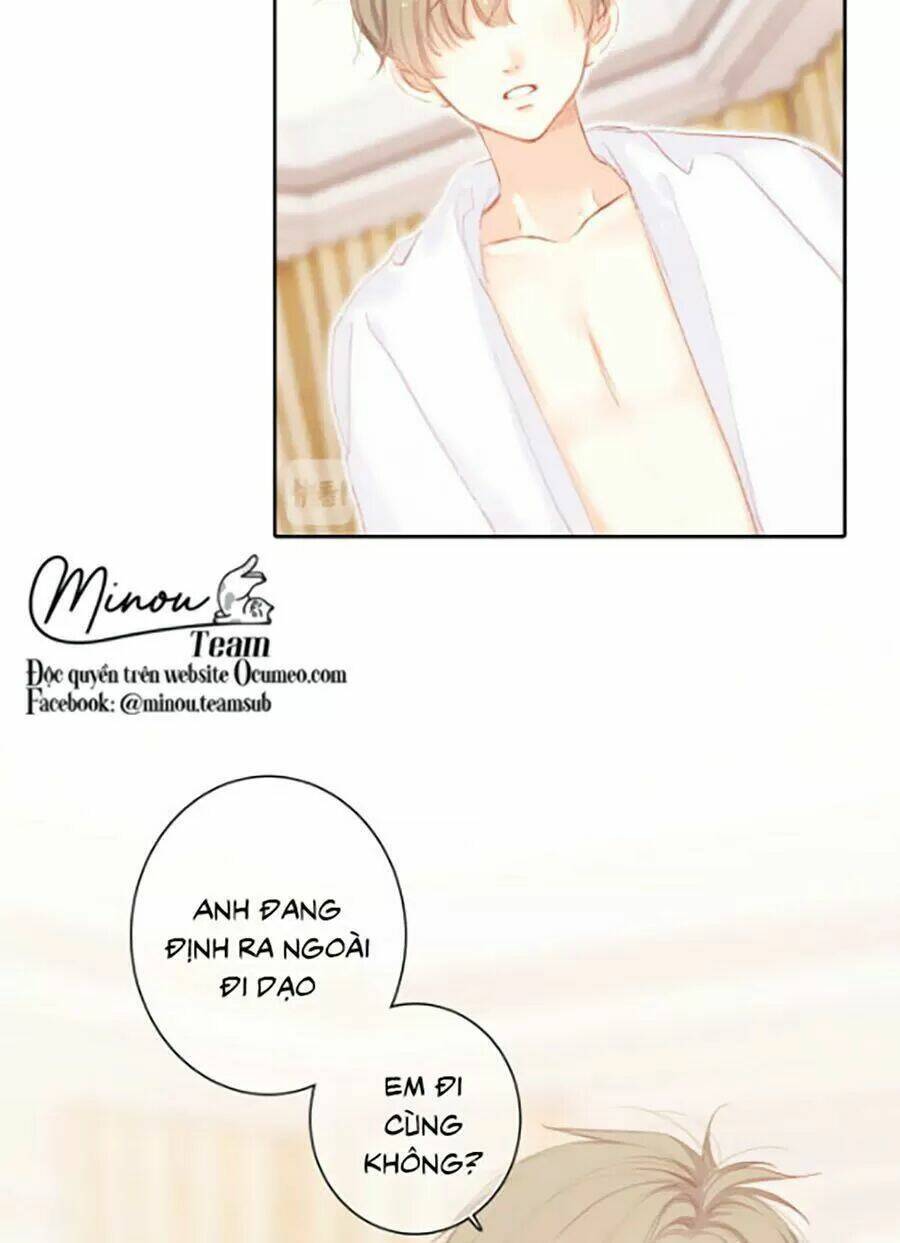 Minou
Team
Độc quyền trên website Ocumeo.com
Facebook: @minou.teamsub
ANH ĐANG
ĐỊNH RA NGOÀI
ĐI DẠO
EM ĐI
CÙNG
KHÔNG?